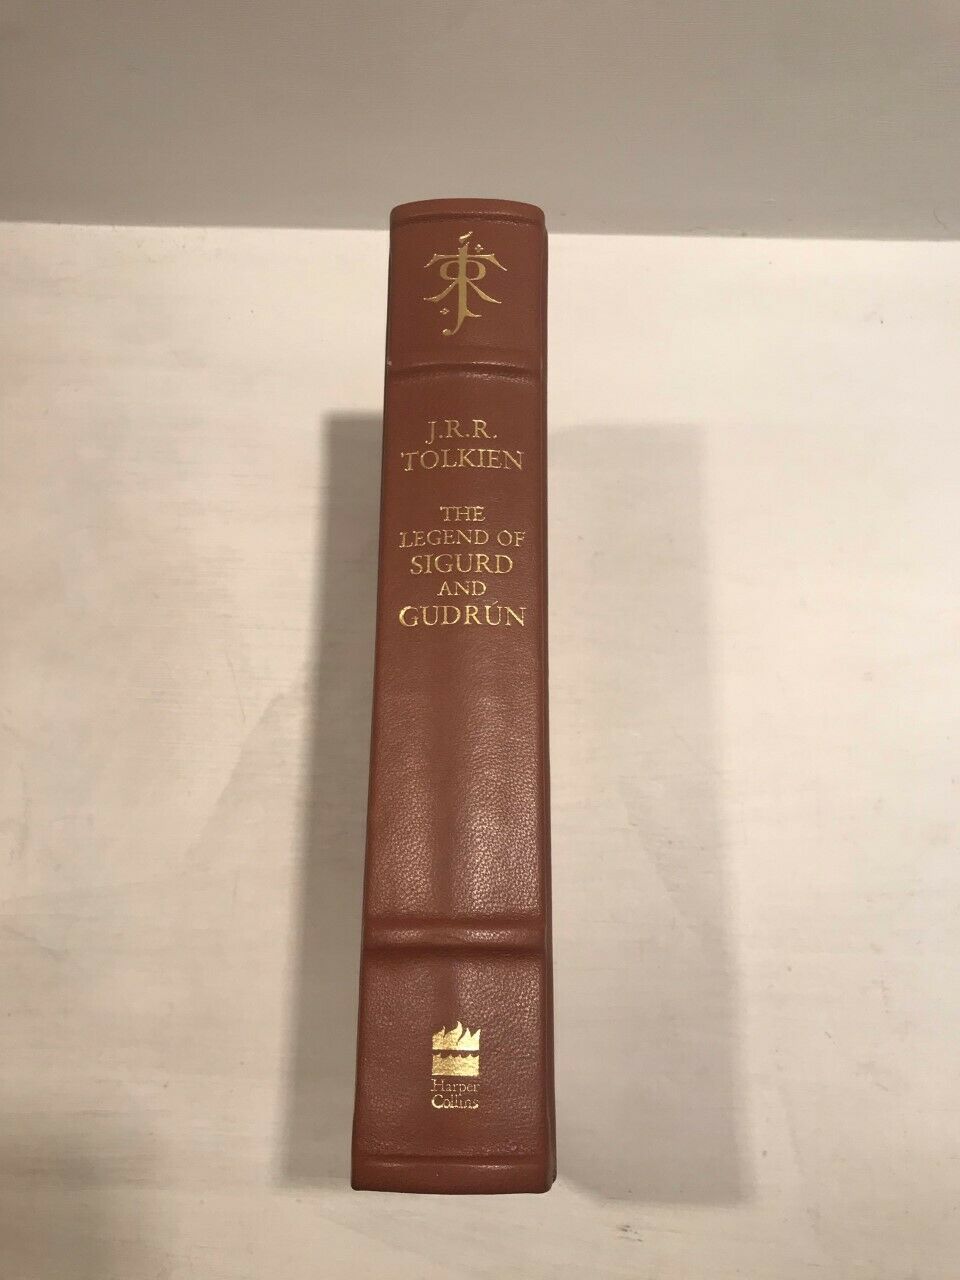 J.R.R.
TOLKIEN
THE
LEGEND OF
SIGURD
AND
GUDRÚN
Harper
Collins